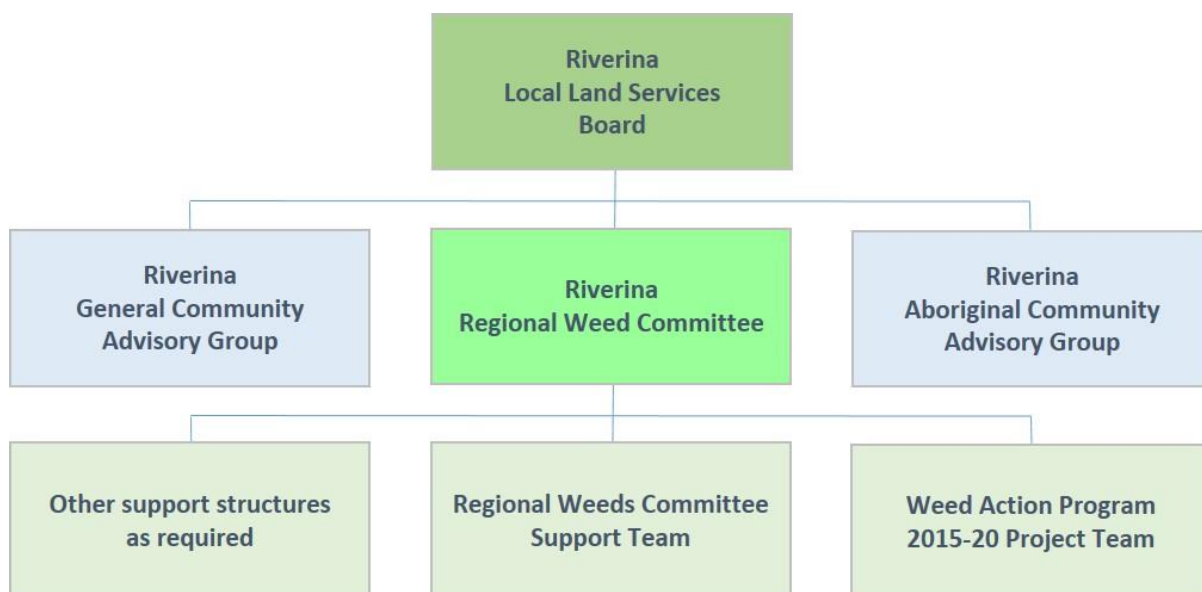 Riverina
Local Land Services
Board
Riverina
General Community
Advisory Group
Riverina
Regional Weed Committee
Riverina
Aboriginal Community
Advisory Group
Other support structures
as required
Regional Weeds Committee
Support Team
Weed Action Program
2015-20 Project Team